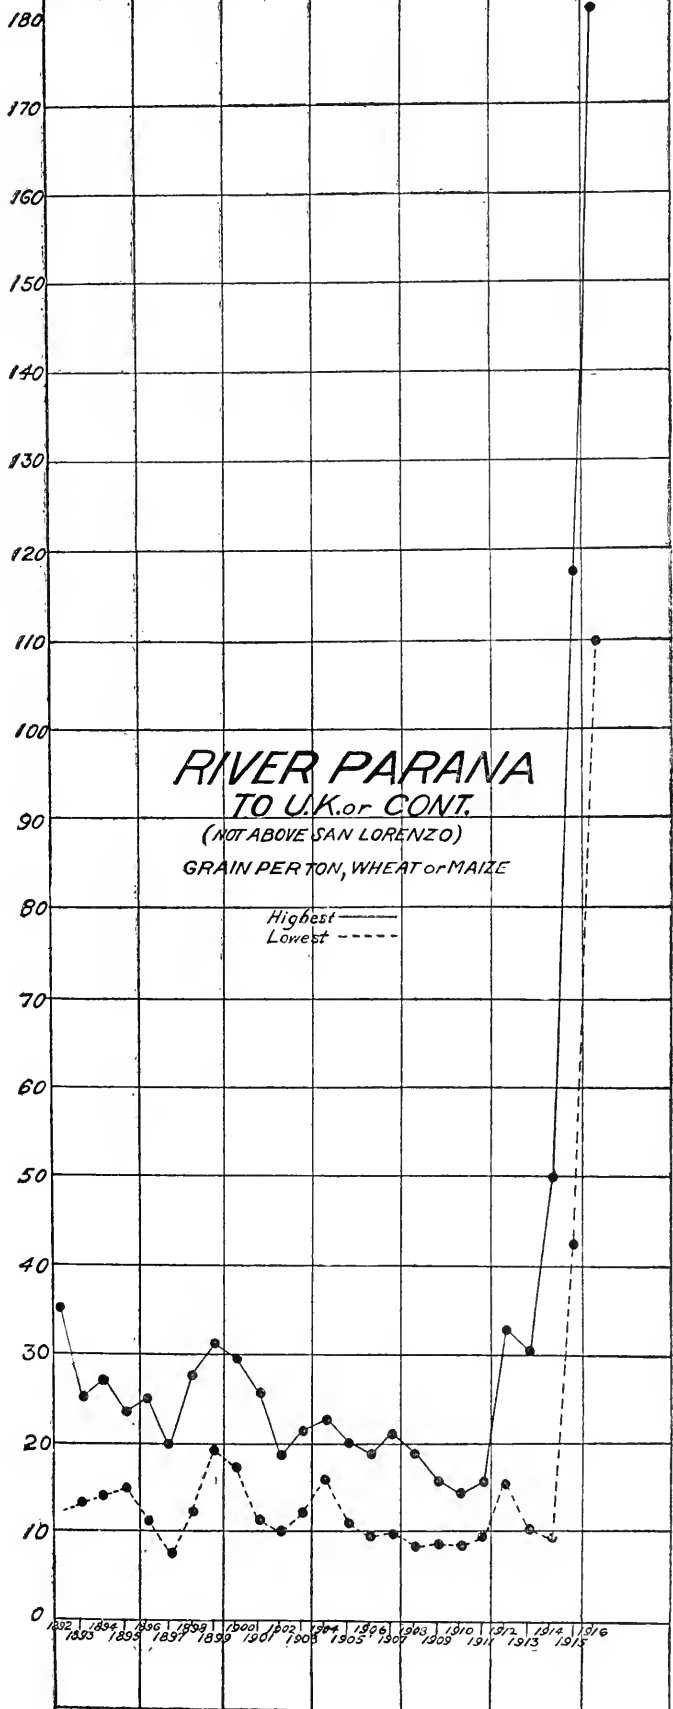 180
170
160
150
140
130
120
110
100
RIVER PARANA
TO U.K. or CONT.
90
(NOT ABOVE SAN LORENZO)
GRAIN PER TON, WHEAT or MAIZE
80
Highest
Lowest
70
60
50
40
30
20
10
0
1892 1894 1896 1898 1900 1902 1904 1906 1908 1910 1912 1914 1916
1893 1895 1897 1899 1901 1903 1905 1907 1909 1911 1913 1915